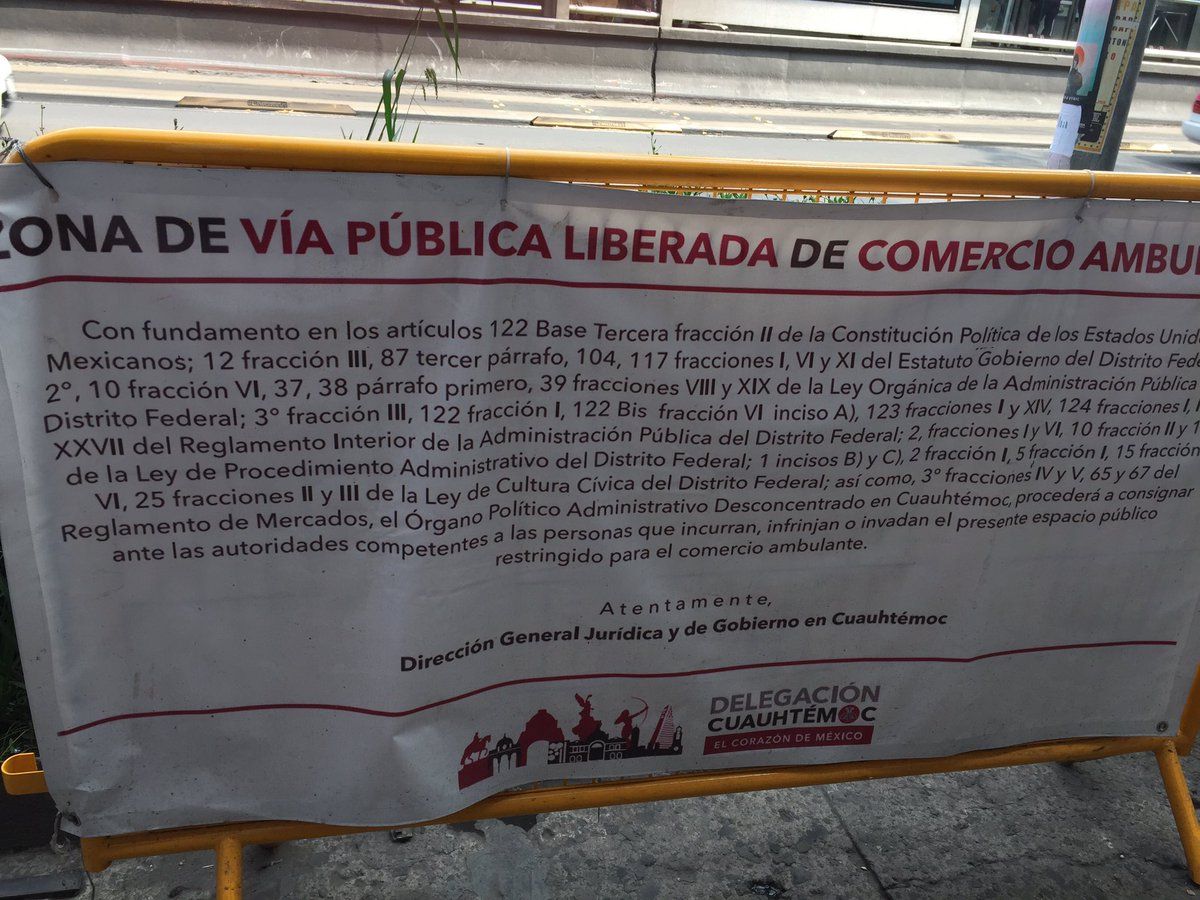 ZONA DE VÍA PÚBLICA LIBERADA DE COMERCIO AMBU
Con fundamento en los artículos 122 Base Tercera fracción II de la Constitución Política de los Estados Unid
Mexicanos; 12 fracción III, 87 tercer párrafo, 104, 117 fracciones I, VI y XI del Estatuto Gobierno del Distrito Fede
2°, 10 fracción VI, 37, 38 párrafo primero, 39 fracciones VIII y XIX de la Ley Orgánica de la Administración Pública
Distrito Federal; 3° fracción III, 122 fracción I, 122 Bis fracción VI inciso A), 123 fracciones I y XIV, 124 fracciones I,
XXVII del Reglamento Interior de la Administración Pública del Distrito Federal; 2, fracciones I y VI, 10 fracción II y 1
de la Ley de Procedimiento Administrativo del Distrito Federal; 1 incisos B) y C), 2 fracción I, 5 fracción I, 15 fracción
VI, 25 fracciones II y III de la Ley de Cultura Cívica del Distrito Federal; así como, 3° fracciones IV y V, 65 y 67 del
Reglamento de Mercados, el Órgano Político Administrativo Desconcentrado en Cuauhtémoc, procederá a consignar
ante las autoridades competentes a las personas que incurran, infrinjan o invadan el presente espacio público
restringido para el comercio ambulante.
Atentamente,
Dirección General Jurídica y de Gobierno en Cuauhtémoc
DELEGACIÓN
CUAUHTÉMOC
EL CORAZÓN DE MÉXICO